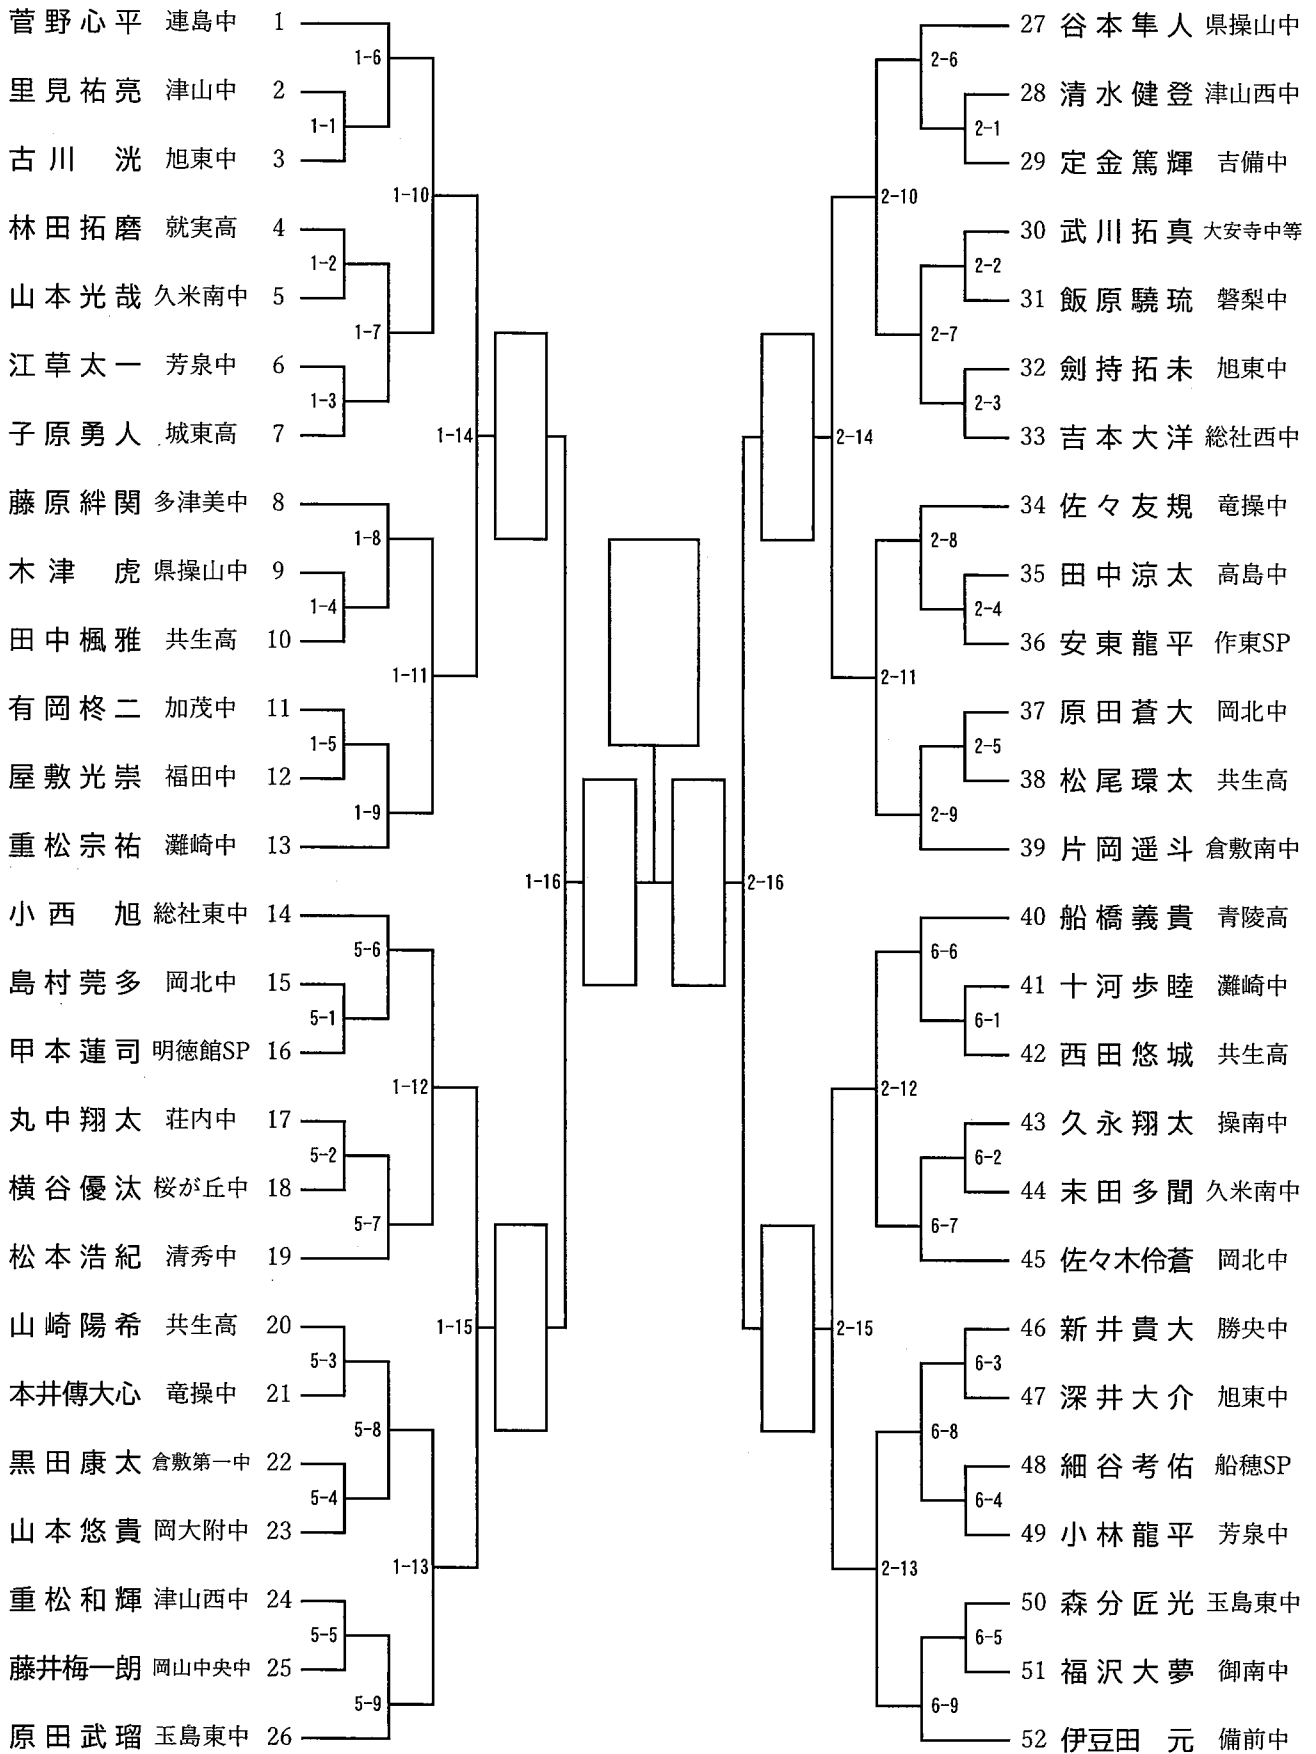 菅野心平 連島中 1
1-6
里見祐亮 津山中 2
1-1
古川 洸 旭東中 3
1-10
林田拓磨 就実高 4
1-2
山本光哉 久米南中 5
1-7
江草太一 芳泉中 6
1-3
子原勇人 城東高 7
1-14
藤原絆関 多津美中 8
1-8
木津 虎 県操山中 9
1-4
田中楓雅 共生高 10
1-11
有岡柊二 加茂中 11
1-5
屋敷光崇 福田中 12
1-9
重松宗祐 灘崎中 13
1-16
小西 旭 総社東中 14
5-6
島村莞多 岡北中 15
5-1
甲本蓮司 明徳館SP 16
1-12
丸中翔太 荘内中 17
5-2
横谷優汰 桜が丘中 18
5-7
松本浩紀 清秀中 19
山崎陽希 共生高 20
1-15
5-3
本井傳大心 竜操中 21
5-8
黒田康太 倉敷第一中 22
5-4
山本悠貴 岡大附中 23
1-13
重松和輝 津山西中 24
5-5
藤井梅一朗 岡山中央中 25
5-9
原田武瑠 玉島東中 26
27 谷本隼人 県操山中
2-6
28 清水健登 津山西中
2-1
29 定金篤輝 吉備中
2-10
30 武川拓真 大安寺中等
2-2
31 飯原驍琉 磐梨中
2-7
32 劍持拓未 旭東中
2-3
33 吉本大洋 総社西中
2-14
34 佐々友規 竜操中
2-8
35 田中涼太 高島中
2-4
36 安東龍平 作東SP
2-11
37 原田蒼大 岡北中
2-5
38 松尾環太 共生高
2-9
39 片岡遥斗 倉敷南中
2-16
40 船橋義貴 青陵高
6-6
41 十河歩睦 灘崎中
6-1
42 西田悠城 共生高
2-12
43 久永翔太 操南中
6-2
44 末田多聞 久米南中
6-7
45 佐々木伶蒼 岡北中
46 新井貴大 勝央中
2-15
6-3
47 深井大介 旭東中
6-8
48 細谷考佑 船穂SP
6-4
49 小林龍平 芳泉中
2-13
50 森分匠光 玉島東中
6-5
51 福沢大夢 御南中
6-9
52 伊豆田 元 備前中